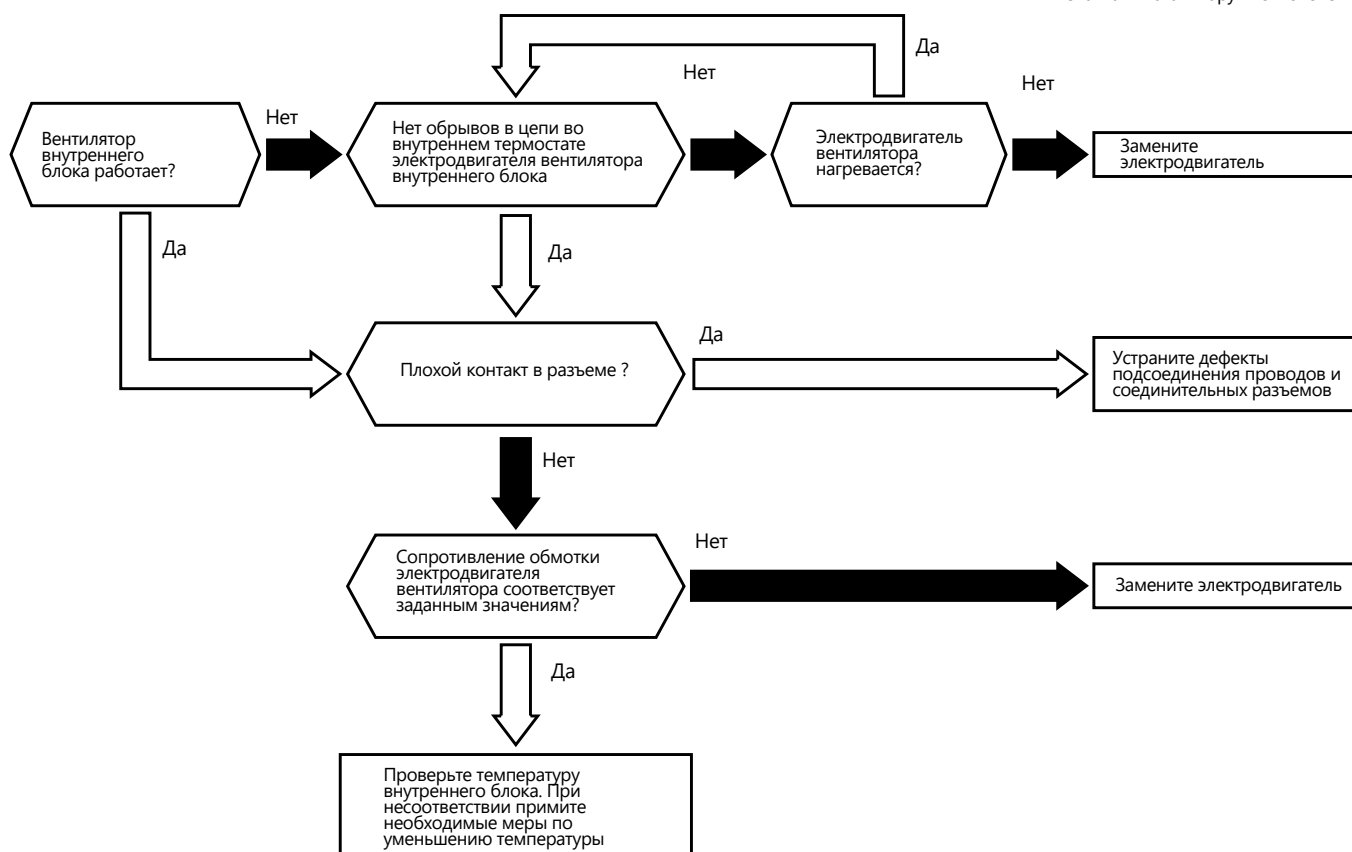 Да
Нет
Нет
Нет
Вентилятор
внутреннего
блока работает?
Нет обрывов в цепи во
внутреннем термостате
электродвигателя вентилятора
внутреннего блока
Электродвигатель
вентилятора
нагревается?
Замените
электродвигатель
Да
Да
Плохой контакт в разъеме ?
Да
Устраните дефекты
подсоединения проводов и
соединительных разъемов
Нет
Сопротивление обмотки
электродвигателя
вентилятора соответствует
заданным значениям?
Нет
Замените электродвигатель
Да
Проверьте температуру
внутреннего блока. При
несоответствии примите
необходимые меры по
уменьшению температуры